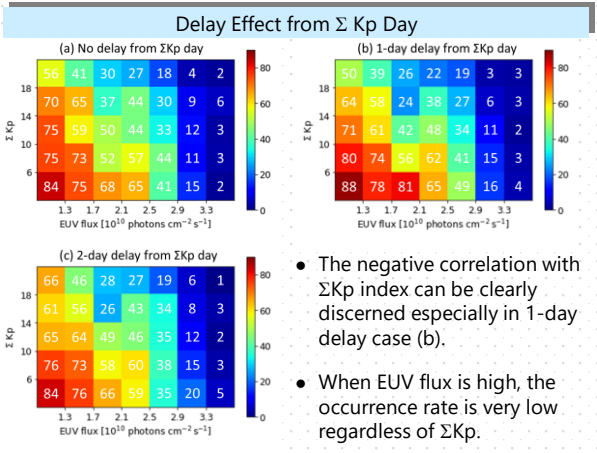 Delay Effect from Σ Kp Day
(a) No delay from ΣKp day
56 41 30 27 18 4 2
18
70 65 37 44 30 9 6
14
75 59 50 44 33 12 3
10
75 73 52 57 44 11 3
6
84 75 68 65 41 15 2
Σ Kp
1.3 1.7 2.1 2.5 2.9 3.3
EUV flux [10¹⁰ photons cm⁻² s⁻¹]
80
60
40
20
0
(b) 1-day delay from ΣKp day
50 39 26 22 19 3 3
18
64 58 24 38 27 6 3
14
71 61 42 48 34 11 2
10
80 74 56 62 41 15 3
6
88 78 81 65 49 16 4
Σ Kp
1.3 1.7 2.1 2.5 2.9 3.3
EUV flux [10¹⁰ photons cm⁻² s⁻¹]
80
60
40
20
0
(c) 2-day delay from ΣKp day
66 46 28 27 19 6 1
18
61 56 26 43 34 8 3
14
65 64 49 46 35 12 2
10
76 73 58 60 38 15 3
6
84 76 66 59 35 20 5
Σ Kp
1.3 1.7 2.1 2.5 2.9 3.3
EUV flux [10¹⁰ photons cm⁻² s⁻¹]
80
60
40
20
0
● The negative correlation with
ΣKp index can be clearly
discerned especially in 1-day
delay case (b).
● When EUV flux is high, the
occurrence rate is very low
regardless of ΣKp.